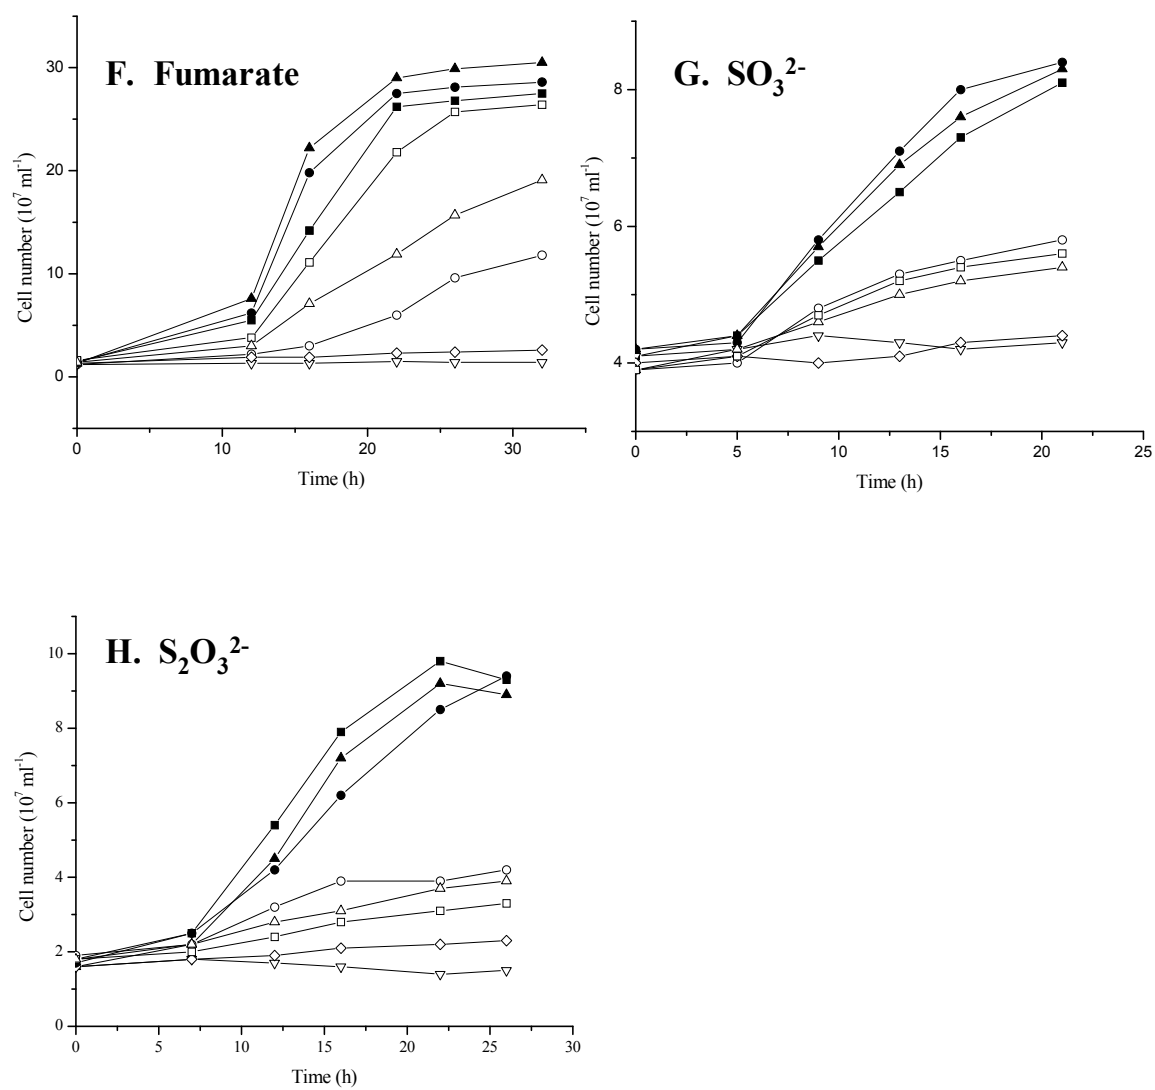 F. Fumarate
30
20
10
0
Cell number (10⁷ ml⁻¹)
0 10 20 30
Time (h)
G. SO₃²⁻
8
6
4
Cell number (10⁷ ml⁻¹)
0 5 10 15 20 25
Time (h)
H. S₂O₃²⁻
10
8
6
4
2
0
Cell number (10⁷ ml⁻¹)
0 5 10 15 20 25 30
Time (h)